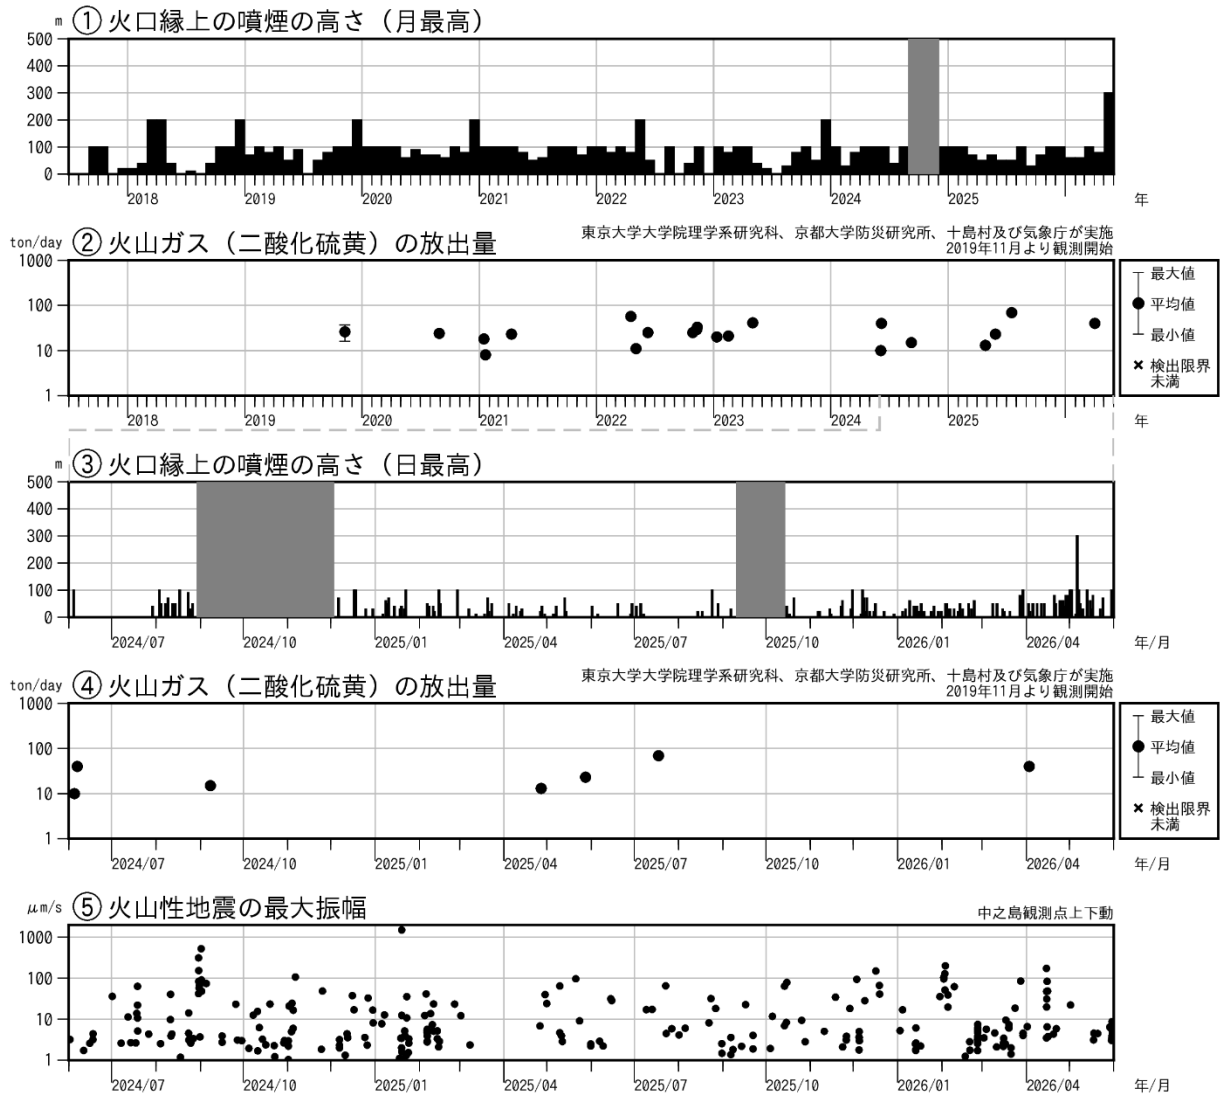 m ①火口縁上の噴煙の高さ（月最高）
500
400
300
200
100
0
2018 2019 2020 2021 2022 2023 2024 2025 年
ton/day ②火山ガス（二酸化硫黄）の放出量
東京大学大学院理学系研究科、京都大学防災研究所、十島村及び気象庁が実施
2019年11月より観測開始
1000
100
10
1
最大値
平均値
最小値
検出限界
未満
2018 2019 2020 2021 2022 2023 2024 2025 年
m ③火口縁上の噴煙の高さ（日最高）
500
400
300
200
100
0
2024/07 2024/10 2025/01 2025/04 2025/07 2025/10 2026/01 2026/04 年/月
ton/day ④火山ガス（二酸化硫黄）の放出量
東京大学大学院理学系研究科、京都大学防災研究所、十島村及び気象庁が実施
2019年11月より観測開始
1000
100
10
1
最大値
平均値
最小値
検出限界
未満
2024/07 2024/10 2025/01 2025/04 2025/07 2025/10 2026/01 2026/04 年/月
μm/s ⑤火山性地震の最大振幅
中之島観測点上下動
1000
100
10
1
2024/07 2024/10 2025/01 2025/04 2025/07 2025/10 2026/01 2026/04 年/月